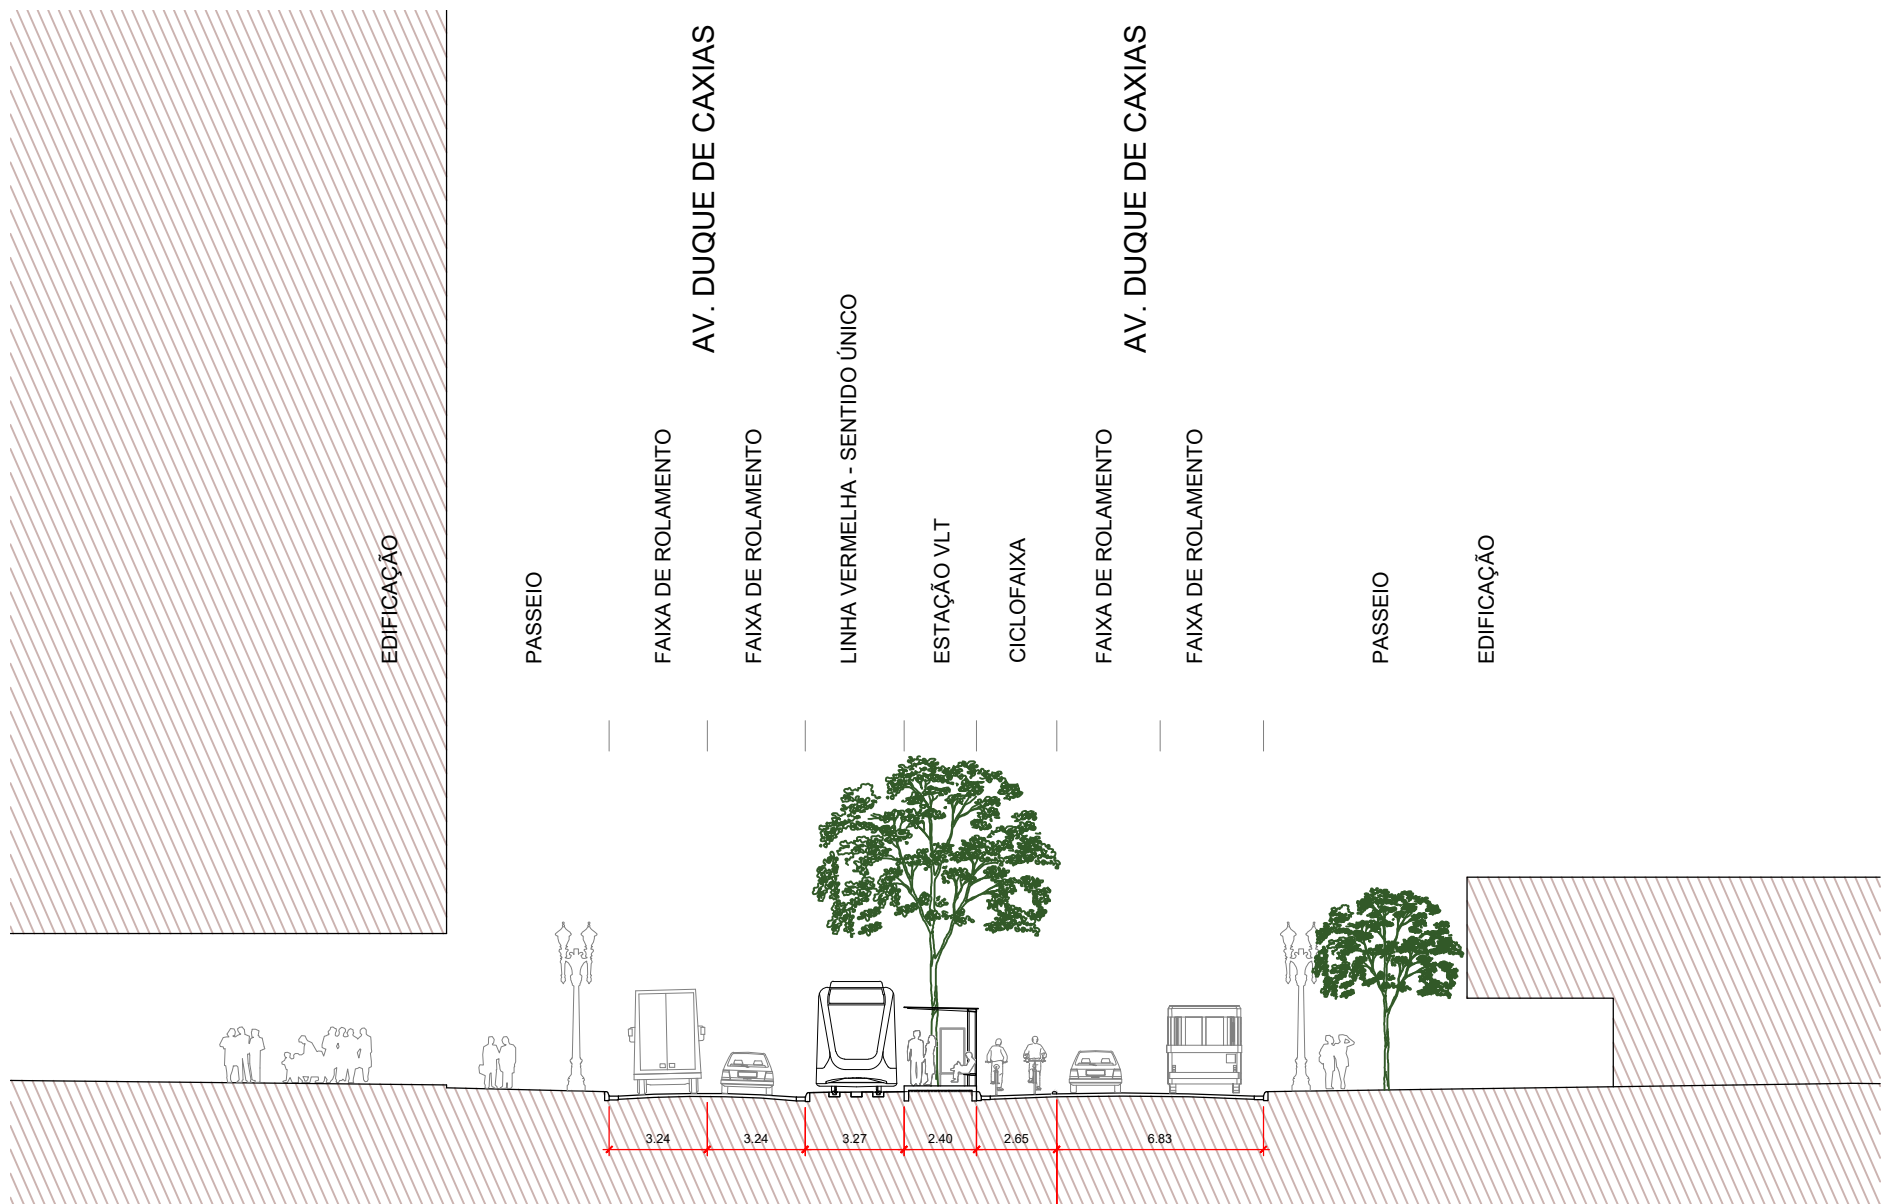 AV. DUQUE DE CAXIAS
AV. DUQUE DE CAXIAS
EDIFICAÇÃO
PASSEIO
FAIXA DE ROLAMENTO
FAIXA DE ROLAMENTO
LINHA VERMELHA - SENTIDO ÚNICO
ESTAÇÃO VLT
CICLOFAIXA
FAIXA DE ROLAMENTO
FAIXA DE ROLAMENTO
PASSEIO
EDIFICAÇÃO
3.24
3.24
3.27
2.40
2.65
6.83